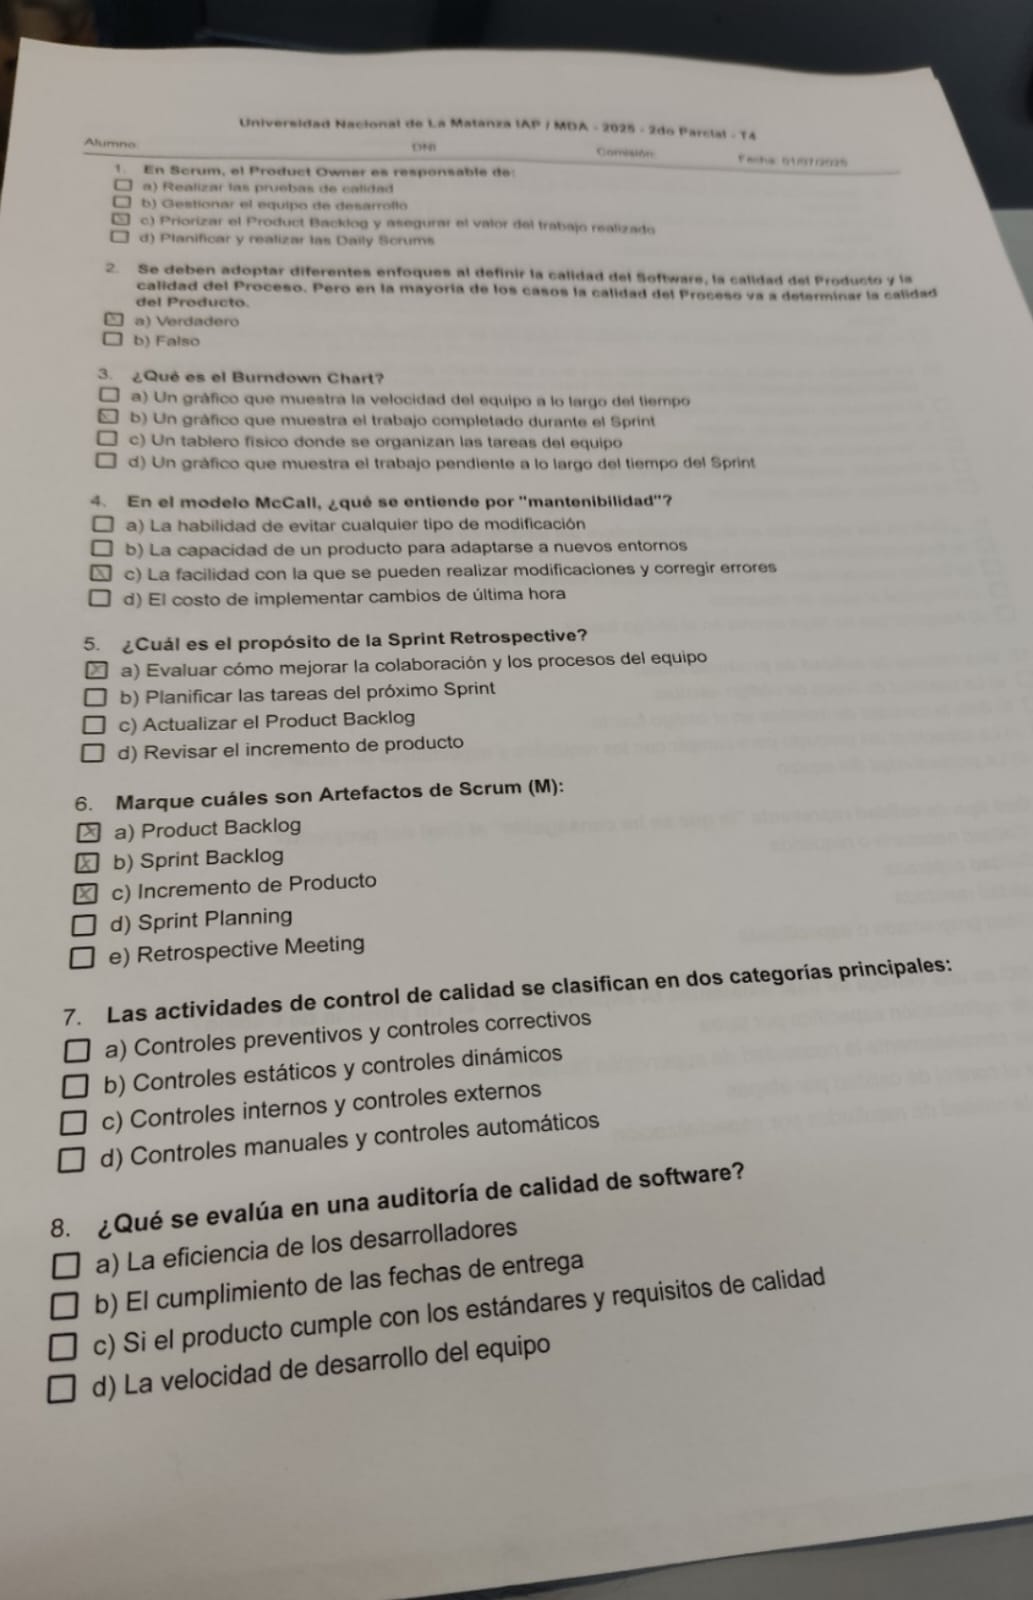 Universidad Nacional de La Matanza IAP / MDA - 2025 - 2do Parcial - T4
Alumno: DNI Comisión: Fecha: 01/07/2025
1. En Scrum, el Product Owner es responsable de:
a) Realizar las pruebas de calidad
b) Gestionar el equipo de desarrollo
c) Priorizar el Product Backlog y asegurar el valor del trabajo realizado
d) Planificar y realizar las Daily Scrums
2. Se deben adoptar diferentes enfoques al definir la calidad del Software, la calidad del Producto y la
calidad del Proceso. Pero en la mayoría de los casos la calidad del Proceso va a determinar la calidad
del Producto.
a) Verdadero
b) Falso
3. ¿Qué es el Burndown Chart?
a) Un gráfico que muestra la velocidad del equipo a lo largo del tiempo
b) Un gráfico que muestra el trabajo completado durante el Sprint
c) Un tablero físico donde se organizan las tareas del equipo
d) Un gráfico que muestra el trabajo pendiente a lo largo del tiempo del Sprint
4. En el modelo McCall, ¿qué se entiende por "mantenibilidad"?
a) La habilidad de evitar cualquier tipo de modificación
b) La capacidad de un producto para adaptarse a nuevos entornos
c) La facilidad con la que se pueden realizar modificaciones y corregir errores
d) El costo de implementar cambios de última hora
5. ¿Cuál es el propósito de la Sprint Retrospective?
a) Evaluar cómo mejorar la colaboración y los procesos del equipo
b) Planificar las tareas del próximo Sprint
c) Actualizar el Product Backlog
d) Revisar el incremento de producto
6. Marque cuáles son Artefactos de Scrum (M):
a) Product Backlog
b) Sprint Backlog
c) Incremento de Producto
d) Sprint Planning
e) Retrospective Meeting
7. Las actividades de control de calidad se clasifican en dos categorías principales:
a) Controles preventivos y controles correctivos
b) Controles estáticos y controles dinámicos
c) Controles internos y controles externos
d) Controles manuales y controles automáticos
8. ¿Qué se evalúa en una auditoría de calidad de software?
a) La eficiencia de los desarrolladores
b) El cumplimiento de las fechas de entrega
c) Si el producto cumple con los estándares y requisitos de calidad
d) La velocidad de desarrollo del equipo